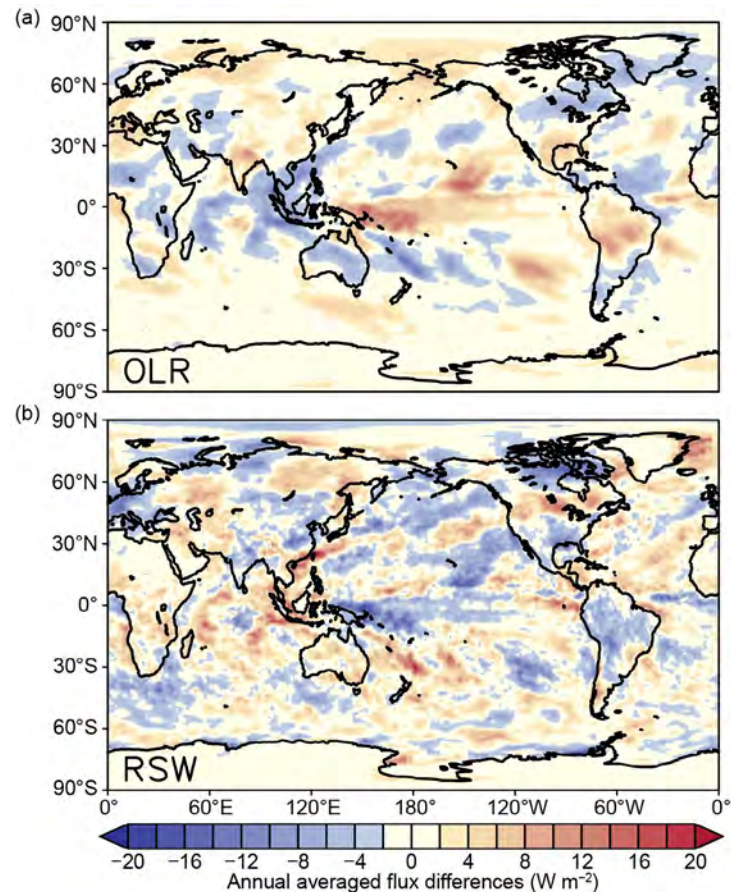 (a)
90°N
60°N
30°N
0°
30°S
60°S
90°S
OLR
(b)
90°N
60°N
30°N
0°
30°S
60°S
90°S
RSW
0° 60°E 120°E 180° 120°W 60°W 0°
−20 −16 −12 −8 −4 0 4 8 12 16 20
Annual averaged flux differences (W m⁻²)